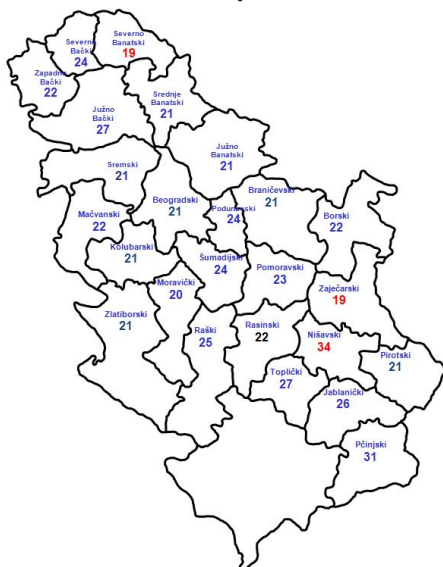 Severno
Bački
24
Severno
Banatski
19
Zapadno
Bački
22
Srednje
Banatski
21
Južno
Bački
27
Južno
Banatski
21
Sremski
21
Beogradski
21
Podunavski
24
Braničevski
21
Mačvanski
22
Borski
22
Kolubarski
21
Šumadijski
24
Pomoravski
23
Moravički
20
Zaječarski
19
Zlatiborski
21
Raški
25
Rasinski
22
Nišavski
34
Pirotski
21
Toplički
27
Jablanički
26
Pčinjski
31